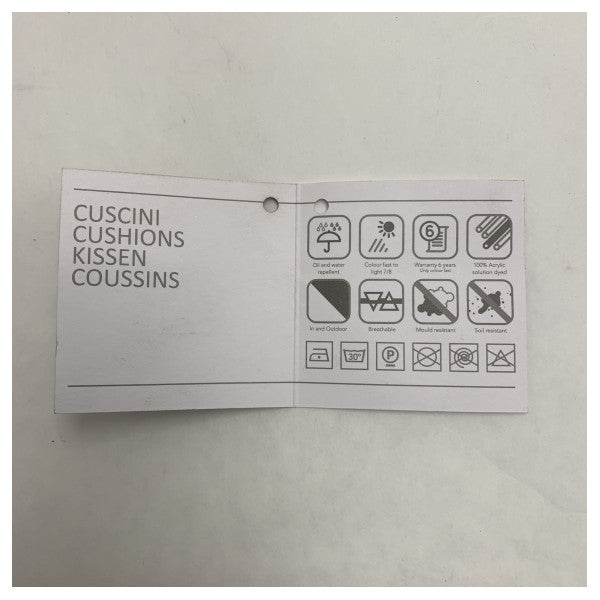 CUSCINI
CUSHIONS
KISSEN
COUSSINS
Oil and water
repellent
Colour fast to
light 7/8
6
Warranty 6 years
Only colour fast
100% Acrylic
solution dyed
In and Outdoor
Breathable
Mould resistant
Soil resistant
30°
P